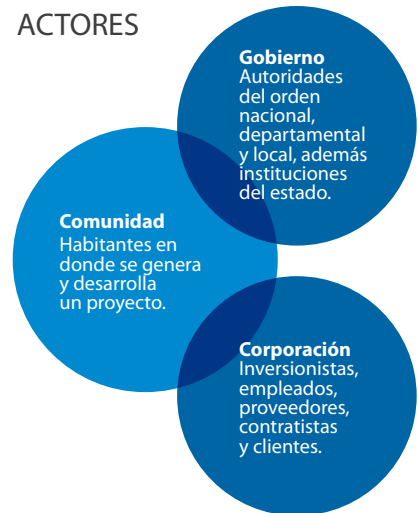 ACTORES
Gobierno
Autoridades
del orden
nacional,
departamental
y local, además
instituciones
del estado.
Comunidad
Habitantes en
donde se genera
y desarrolla
un proyecto.
Corporación
Inversionistas,
empleados,
proveedores,
contratistas
y clientes.